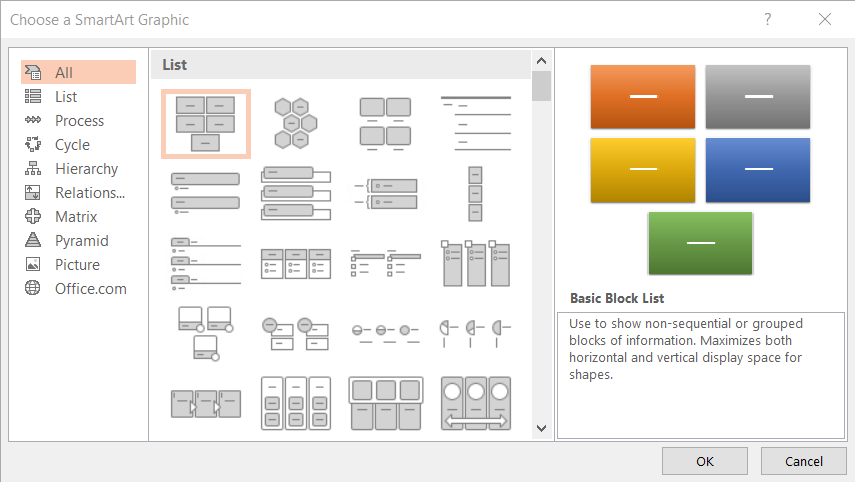 Choose a SmartArt Graphic
?
All
List
Process
Cycle
Hierarchy
Relations...
Matrix
Pyramid
Picture
Office.com
List
Basic Block List
Use to show non-sequential or grouped
blocks of information. Maximizes both
horizontal and vertical display space for
shapes.
OK
Cancel